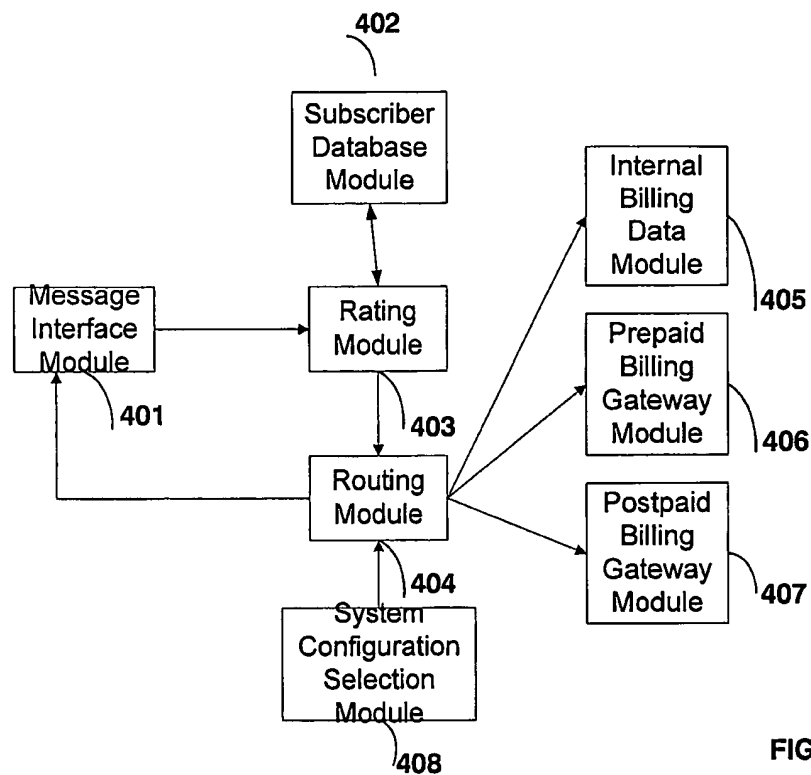 402
Subscriber
Database
Module
Internal
Billing
Data
Module
405
Message
Interface
Module
401
Rating
Module
403
Prepaid
Billing
Gateway
Module
406
Routing
Module
404
Postpaid
Billing
Gateway
Module
407
System
Configuration
Selection
Module
408
FIG